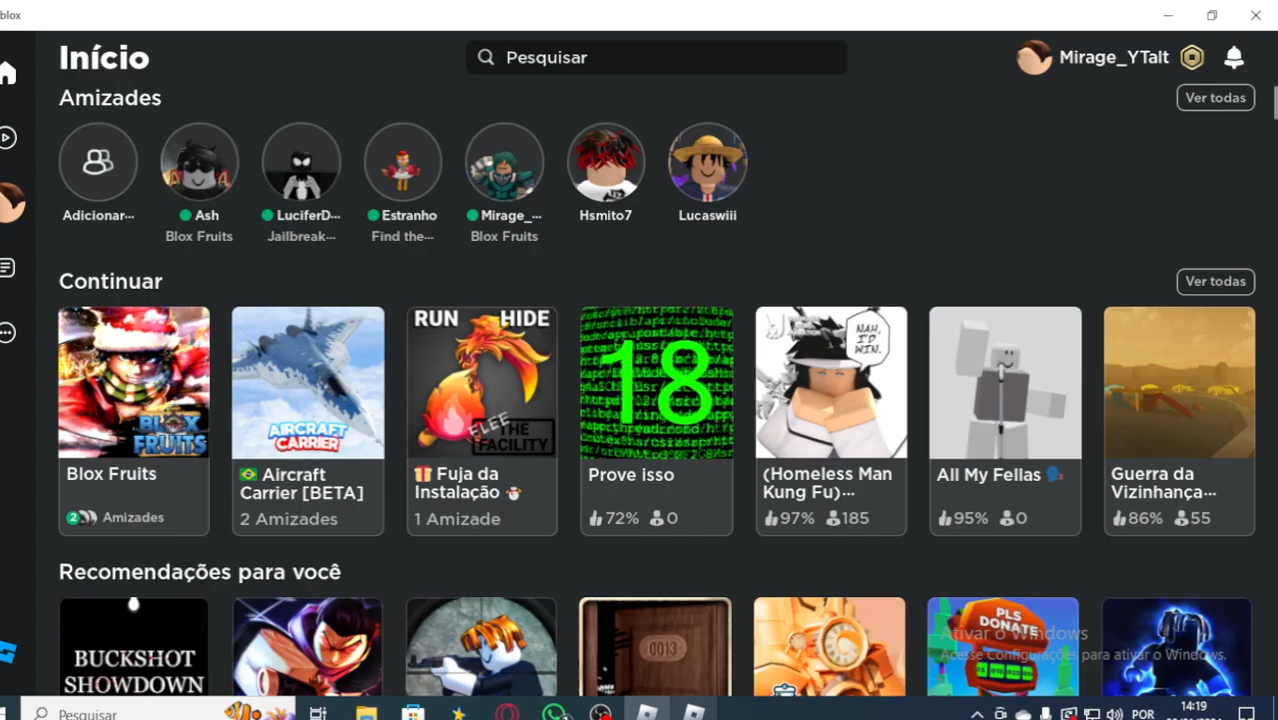 blox
Início
Pesquisar
Mirage_YTalt
Amizades
Ver todas
Adicionar...
Ash
LuciferD...
Estranho
Mirage_...
Hsmito7
Lucaswiii
Blox Fruits
Jailbreak...
Find the...
Blox Fruits
Continuar
Ver todas
BLOX
FRUITS
AIRCRAFT
CARRIER
RUN HIDE
FLEE
THE
FACILITY
18
NAH,
I'D
WIN.
Blox Fruits
2 Amizades
🇧🇷 Aircraft
Carrier [BETA]
2 Amizades
🎁 Fuja da
Instalação ⛄
1 Amizade
Prove isso
72% 0
(Homeless Man
Kung Fu)...
97% 185
All My Fellas 🗣
95% 0
Guerra da
Vizinhança...
86% 55
Recomendações para você
BUCKSHOT
SHOWDOWN
0013
PLS
DONATE
Ativar o Windows
Acesse Configurações para ativar o Windows.
Pesquisar
POR
14:19